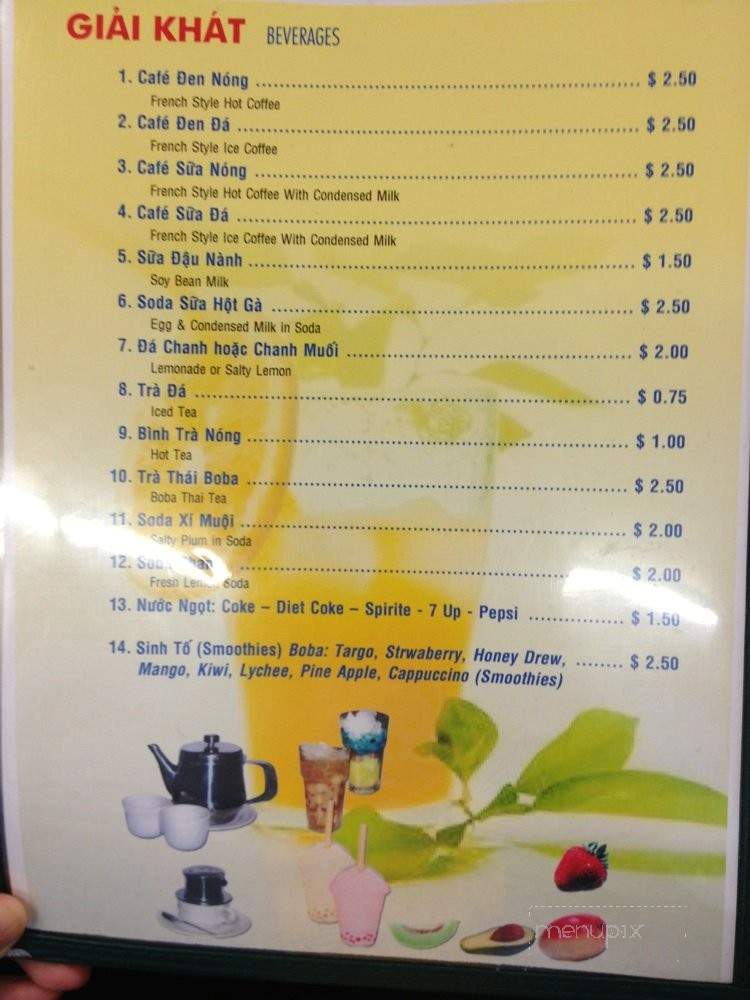 GIẢI KHÁT BEVERAGES
1. Café Đen Nóng ........ $ 2.50
French Style Hot Coffee
2. Café Đen Đá ........ $ 2.50
French Style Ice Coffee
3. Café Sữa Nóng ........ $ 2.50
French Style Hot Coffee With Condensed Milk
4. Café Sữa Đá ........ $ 2.50
French Style Ice Coffee With Condensed Milk
5. Sữa Đậu Nành ........ $ 1.50
Soy Bean Milk
6. Soda Sữa Hột Gà ........ $ 2.50
Egg & Condensed Milk in Soda
7. Đá Chanh hoặc Chanh Muối ........ $ 2.00
Lemonade or Salty Lemon
8. Trà Đá ........ $ 0.75
Iced Tea
9. Bình Trà Nóng ........ $ 1.00
Hot Tea
10. Trà Thái Boba ........ $ 2.50
Boba Thai Tea
11. Soda Xí Muội ........ $ 2.00
Salty Plum in Soda
12. ........ $ 2.00
Fresh Lemon Soda
13. Nước Ngọt: Coke – Diet Coke – Spirite - 7 Up - Pepsi ........ $ 1.50
14. Sinh Tố (Smoothies) Boba: Targo, Strwaberry, Honey Drew, ........ $ 2.50
Mango, Kiwi, Lychee, Pine Apple, Cappuccino (Smoothies)
menupix